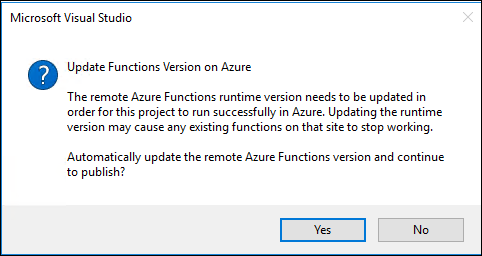 Microsoft Visual Studio
Update Functions Version on Azure
The remote Azure Functions runtime version needs to be updated in
order for this project to run successfully in Azure. Updating the runtime
version may cause any existing functions on that site to stop working.
Automatically update the remote Azure Functions version and continue
to publish?
Yes
No